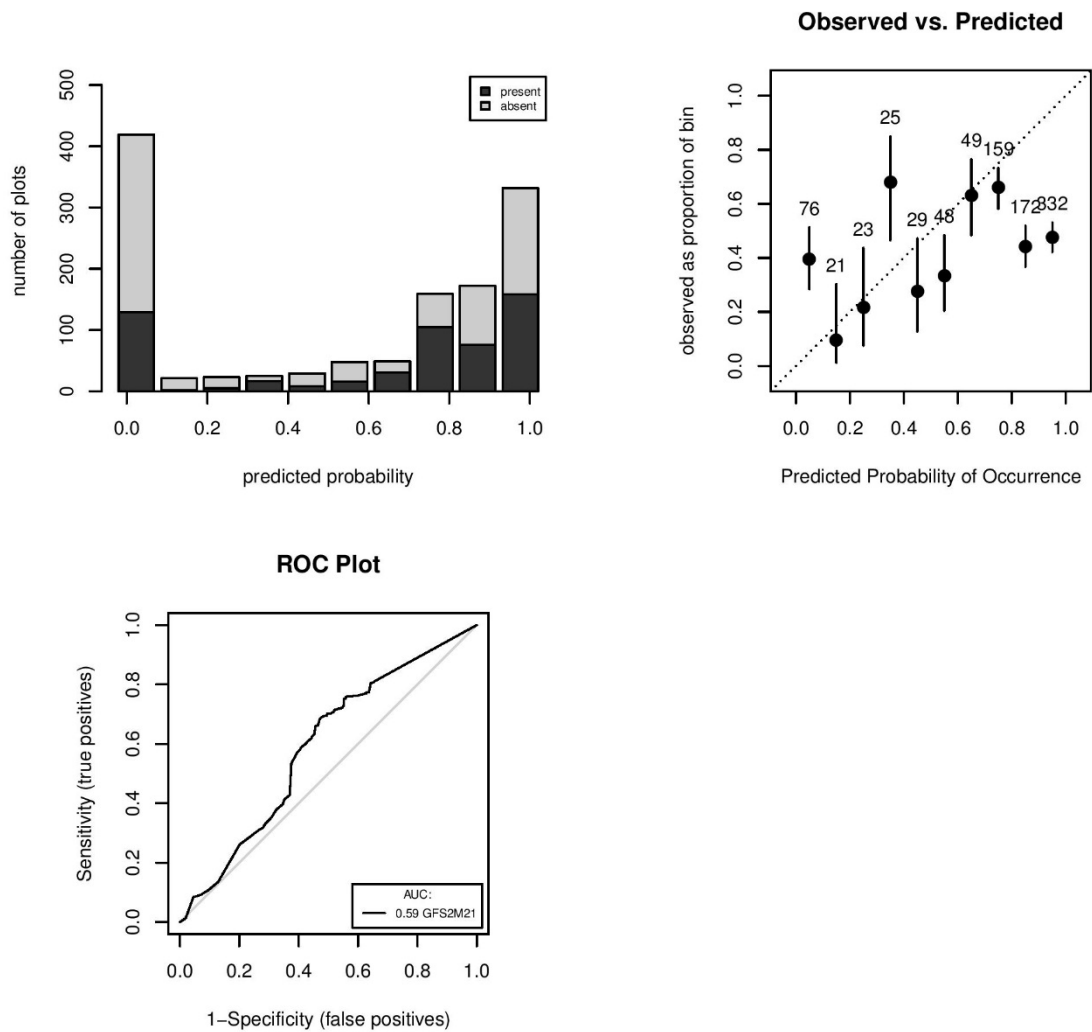 number of plots
500
400
300
200
100
0
present
absent
0.0 0.2 0.4 0.6 0.8 1.0
predicted probability
Observed vs. Predicted
observed as proportion of bin
1.0
0.8
0.6
0.4
0.2
0.0
76
21
23
25
29
48
49
159
172
332
0.0 0.2 0.4 0.6 0.8 1.0
Predicted Probability of Occurrence
ROC Plot
Sensitivity (true positives)
1.0
0.8
0.6
0.4
0.2
0.0
AUC:
0.59 GFS2M21
0.0 0.2 0.4 0.6 0.8 1.0
1−Specificity (false positives)